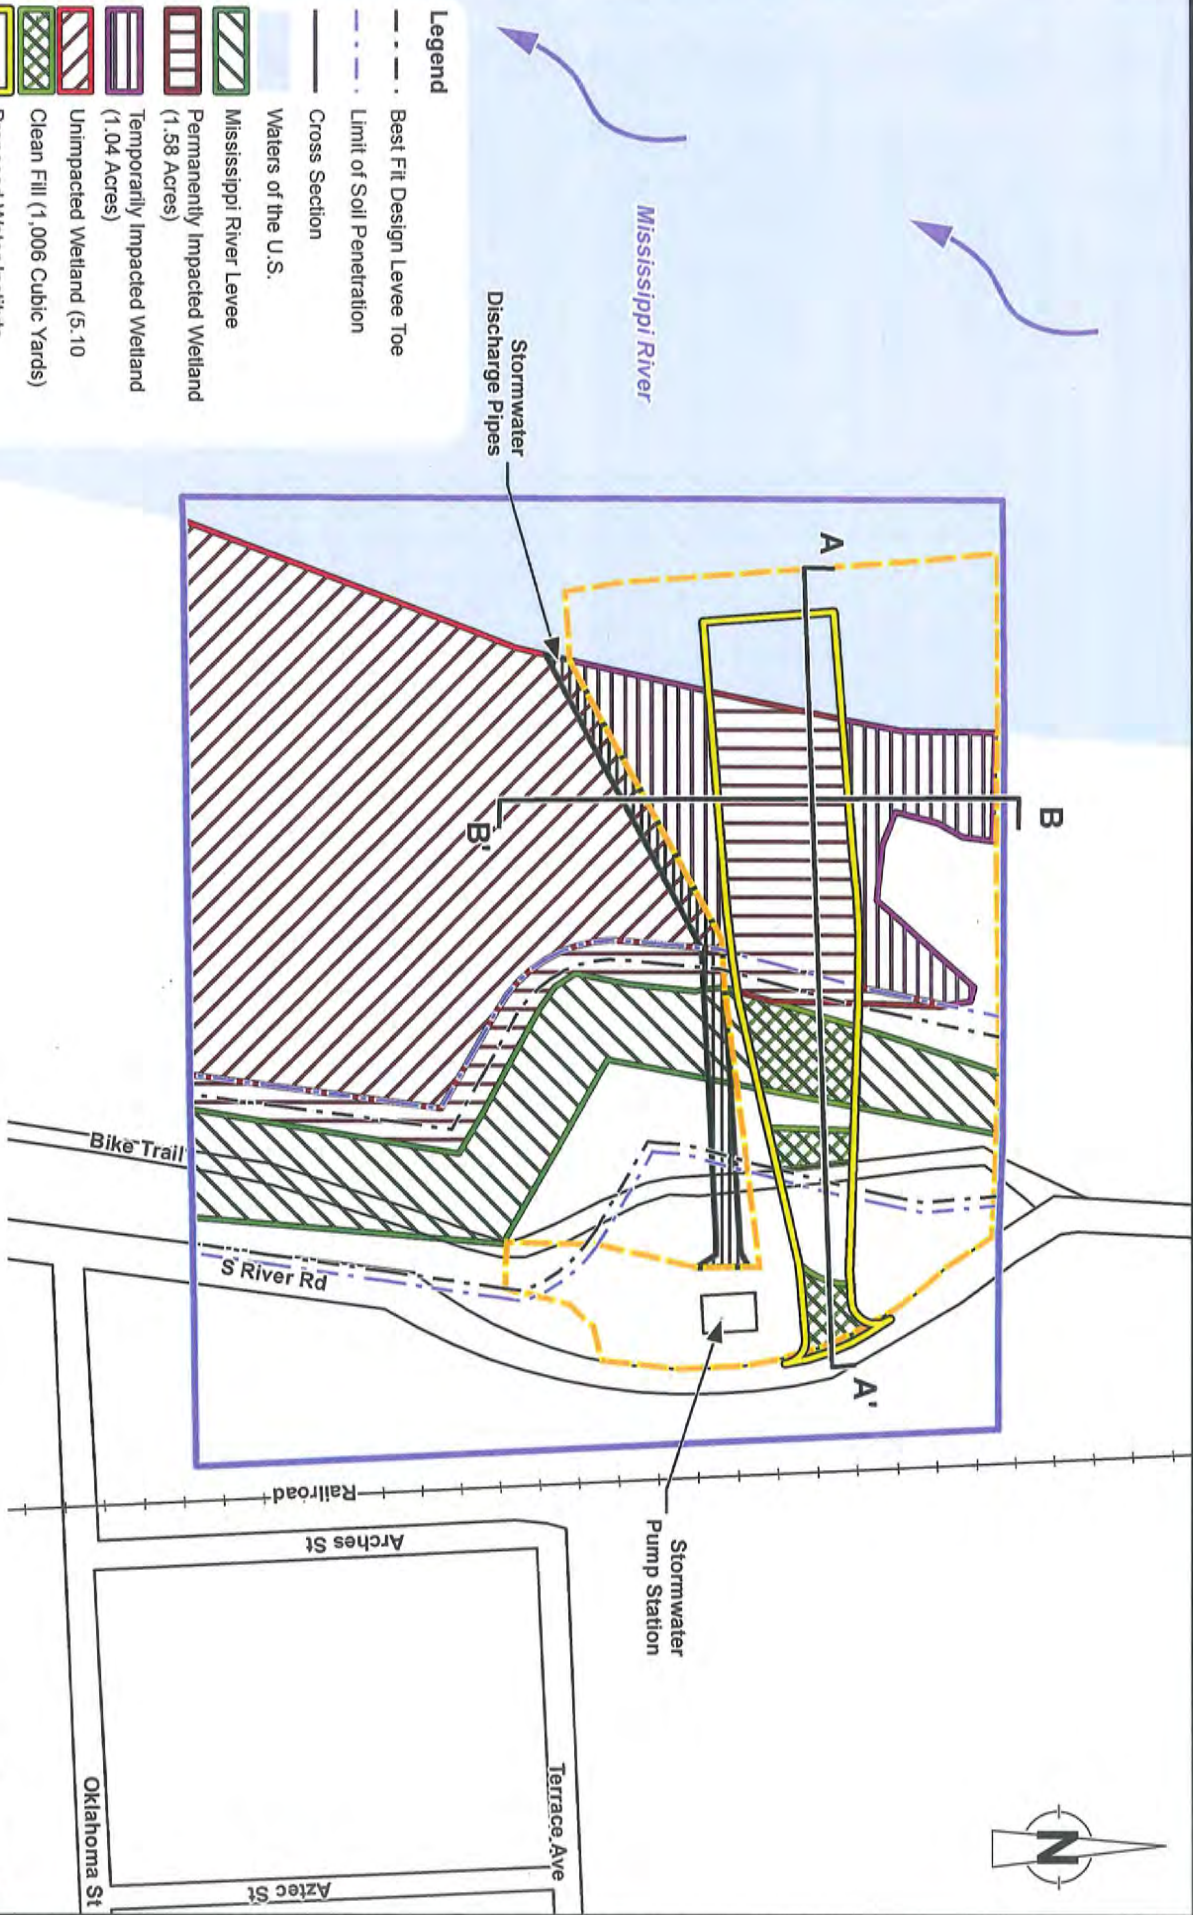 Legend
Best Fit Design Levee Toe
Limit of Soil Penetration
Cross Section
Waters of the U.S.
Mississippi River Levee
Permanently Impacted Wetland
(1.58 Acres)
Temporarily Impacted Wetland
(1.04 Acres)
Unimpacted Wetland (5.10
Clean Fill (1,006 Cubic Yards)
Mississippi River
Stormwater
Discharge Pipes
A
A'
B
B'
Bike Trail
S River Rd
Railroad
Arches St
Stormwater
Pump Station
Terrace Ave
Oklahoma St
Aztec St
N